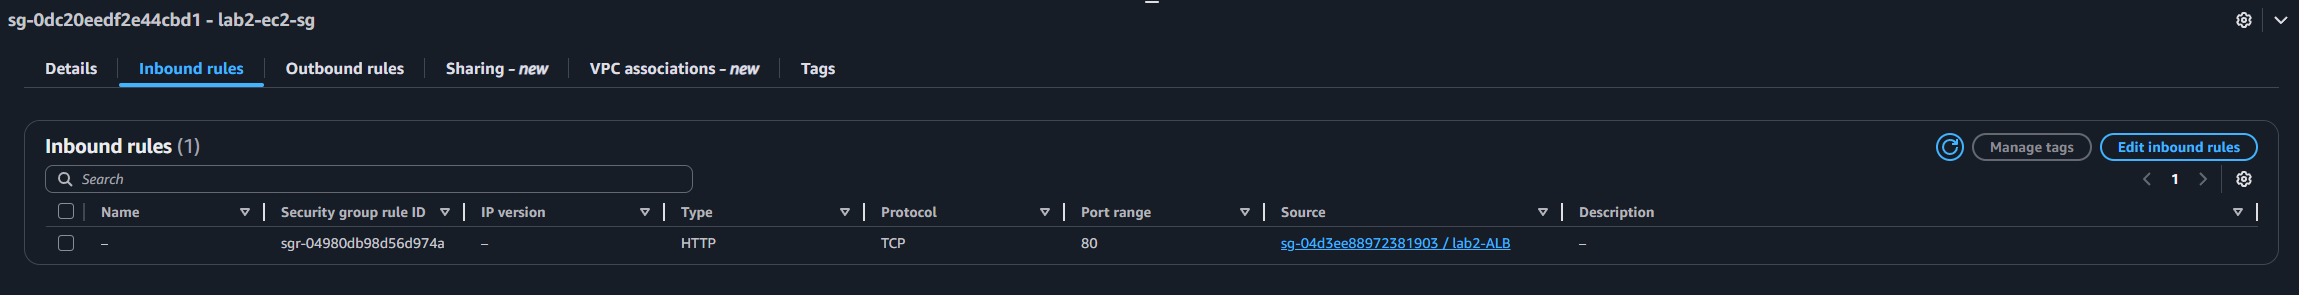 sg-0dc20eedf2e44cbd1 - lab2-ec2-sg
Details Inbound rules Outbound rules Sharing - new VPC associations - new Tags
Inbound rules (1) Manage tags Edit inbound rules
Search 1
Name Security group rule ID IP version Type Protocol Port range Source Description
– sgr-04980db98d56d974a – HTTP TCP 80 sg-04d3ee88972381903 / lab2-ALB –